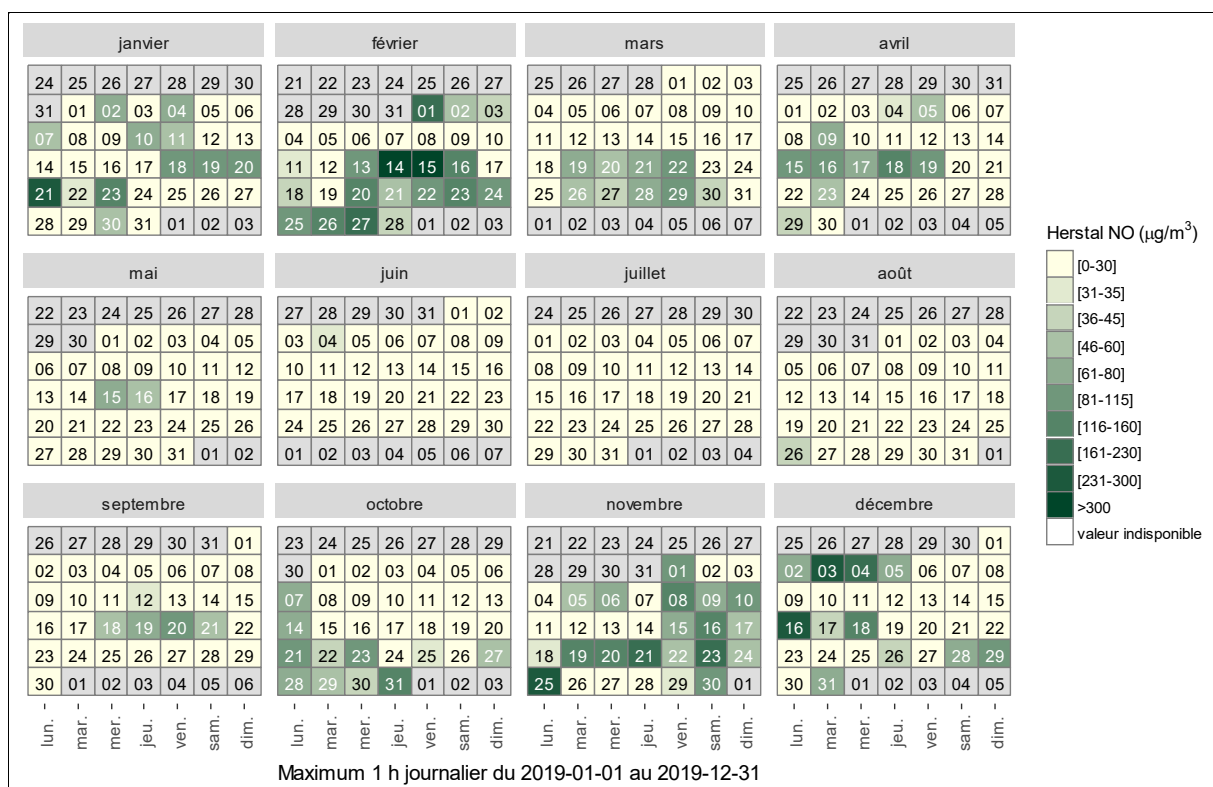 janvier février mars avril
24 25 26 27 28 29 30 21 22 23 24 25 26 27 25 26 27 28 01 02 03 25 26 27 28 29 30 31
31 01 02 03 04 05 06 28 29 30 31 01 02 03 04 05 06 07 08 09 10 01 02 03 04 05 06 07
07 08 09 10 11 12 13 04 05 06 07 08 09 10 11 12 13 14 15 16 17 08 09 10 11 12 13 14
14 15 16 17 18 19 20 11 12 13 14 15 16 17 18 19 20 21 22 23 24 15 16 17 18 19 20 21
21 22 23 24 25 26 27 18 19 20 21 22 23 24 25 26 27 28 29 30 31 22 23 24 25 26 27 28
28 29 30 31 01 02 03 25 26 27 28 01 02 03 01 02 03 04 05 06 07 29 30 01 02 03 04 05
mai juin juillet août
22 23 24 25 26 27 28 27 28 29 30 31 01 02 24 25 26 27 28 29 30 22 23 24 25 26 27 28
29 30 01 02 03 04 05 03 04 05 06 07 08 09 01 02 03 04 05 06 07 29 30 31 01 02 03 04
06 07 08 09 10 11 12 10 11 12 13 14 15 16 08 09 10 11 12 13 14 05 06 07 08 09 10 11
13 14 15 16 17 18 19 17 18 19 20 21 22 23 15 16 17 18 19 20 21 12 13 14 15 16 17 18
20 21 22 23 24 25 26 24 25 26 27 28 29 30 22 23 24 25 26 27 28 19 20 21 22 23 24 25
27 28 29 30 31 01 02 01 02 03 04 05 06 07 29 30 31 01 02 03 04 26 27 28 29 30 31 01
septembre octobre novembre décembre
26 27 28 29 30 31 01 23 24 25 26 27 28 29 21 22 23 24 25 26 27 25 26 27 28 29 30 01
02 03 04 05 06 07 08 30 01 02 03 04 05 06 28 29 30 31 01 02 03 02 03 04 05 06 07 08
09 10 11 12 13 14 15 07 08 09 10 11 12 13 04 05 06 07 08 09 10 09 10 11 12 13 14 15
16 17 18 19 20 21 22 14 15 16 17 18 19 20 11 12 13 14 15 16 17 16 17 18 19 20 21 22
23 24 25 26 27 28 29 21 22 23 24 25 26 27 18 19 20 21 22 23 24 23 24 25 26 27 28 29
30 01 02 03 04 05 06 28 29 30 31 01 02 03 25 26 27 28 29 30 01 30 31 01 02 03 04 05
lun. mar. mer. jeu. ven. sam. dim. lun. mar. mer. jeu. ven. sam. dim. lun. mar. mer. jeu. ven. sam. dim. lun. mar. mer. jeu. ven. sam. dim.
Maximum 1 h journalier du 2019-01-01 au 2019-12-31
Herstal NO (μg/m³)
[0-30]
[31-35]
[36-45]
[46-60]
[61-80]
[81-115]
[116-160]
[161-230]
[231-300]
>300
valeur indisponible